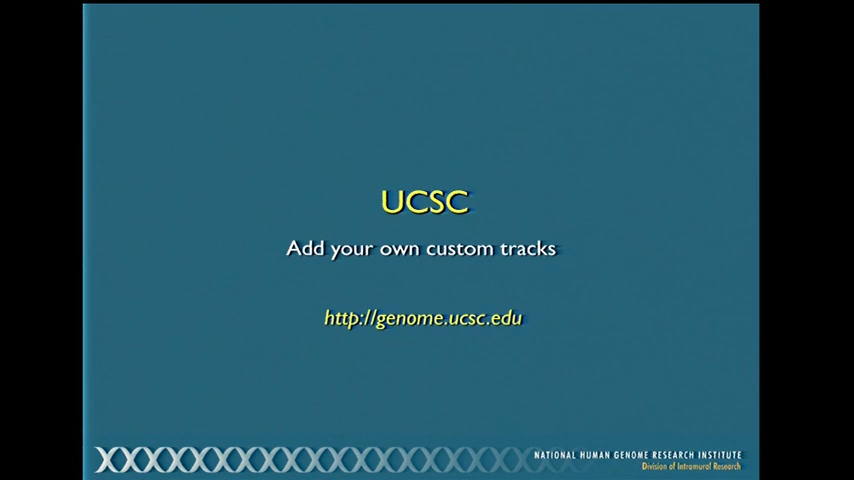 UCSC
Add your own custom tracks
http://genome.ucsc.edu
NATIONAL HUMAN GENOME RESEARCH INSTITUTE
Division of Intramural Research